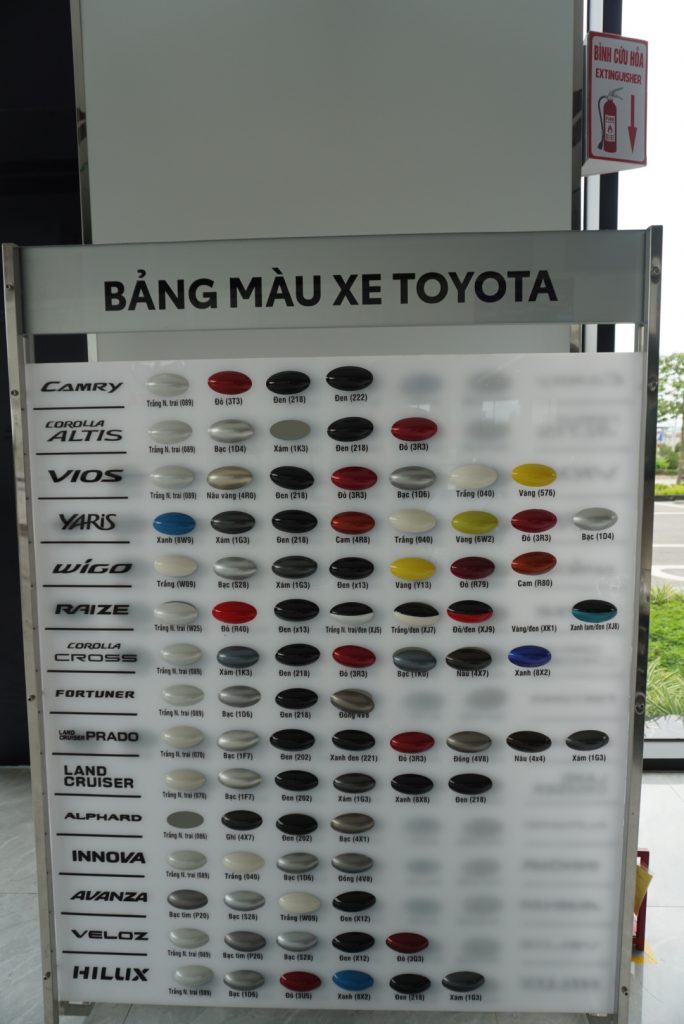 BÌNH CỨU HỎA
EXTINGUISHER
BẢNG MÀU XE TOYOTA
CAMRY
Trắng N. trai (089) Đỏ (3T3) Đen (218) Đen (222)
COROLLA
ALTIS
Trắng N. trai (089) Bạc (1D4) Xám (1K3) Đen (218) Đỏ (3R3)
VIOS
Trắng N. trai (089) Nâu vàng (4R0) Đen (218) Đỏ (3R3) Bạc (1D6) Trắng (040) Vàng (576)
YARIS
Xanh (8W9) Xám (1G3) Đen (218) Cam (4R8) Trắng (040) Vàng (6W2) Đỏ (3R3) Bạc (1D4)
WIGO
Trắng (W09) Bạc (S28) Xám (1G3) Đen (x13) Vàng (Y13) Đỏ (R79) Cam (R80)
RAIZE
Trắng N. trai (W25) Đỏ (R40) Đen (x13) Trắng N. trai/đen (XJ5) Trắng/đen (XJ7) Đỏ/đen (XJ9) Vàng/đen (XK1) Xanh lam/đen (XJ8)
COROLLA
CROSS
Trắng N. trai (089) Xám (1K3) Đen (218) Đỏ (3R3) Bạc (1K0) Nâu (4X7) Xanh (8X2)
FORTUNER
Trắng N. trai (089) Bạc (1D6) Đen (218) Đồng 4V8
LAND
CRUISER PRADO
Trắng N. trai (070) Bạc (1F7) Đen (202) Xanh đen (221) Đỏ (3R3) Đồng (4V8) Nâu (4x4) Xám (1G3)
LAND
CRUISER
Trắng N. trai (070) Bạc (1F7) Đen (202) Xám (1G3) Xanh (8X8) Đen (218)
ALPHARD
Trắng N. trai (086) Ghi (4X7) Đen (202) Bạc (4X1)
INNOVA
Trắng N. trai (089) Trắng (040) Bạc (1D6) Đồng (4V8)
AVANZA
Bạc tím (P20) Bạc (S28) Trắng (W09) Đen (X12)
VELOZ
Trắng N. (089) Bạc tím (P20) Bạc (S28) Đen (X12) Đỏ (3Q3)
HILUX
Trắng N. trai (089) Bạc (1D6) Đỏ (3U5) Xanh (8X2) Đen (218) Xám (1G3)